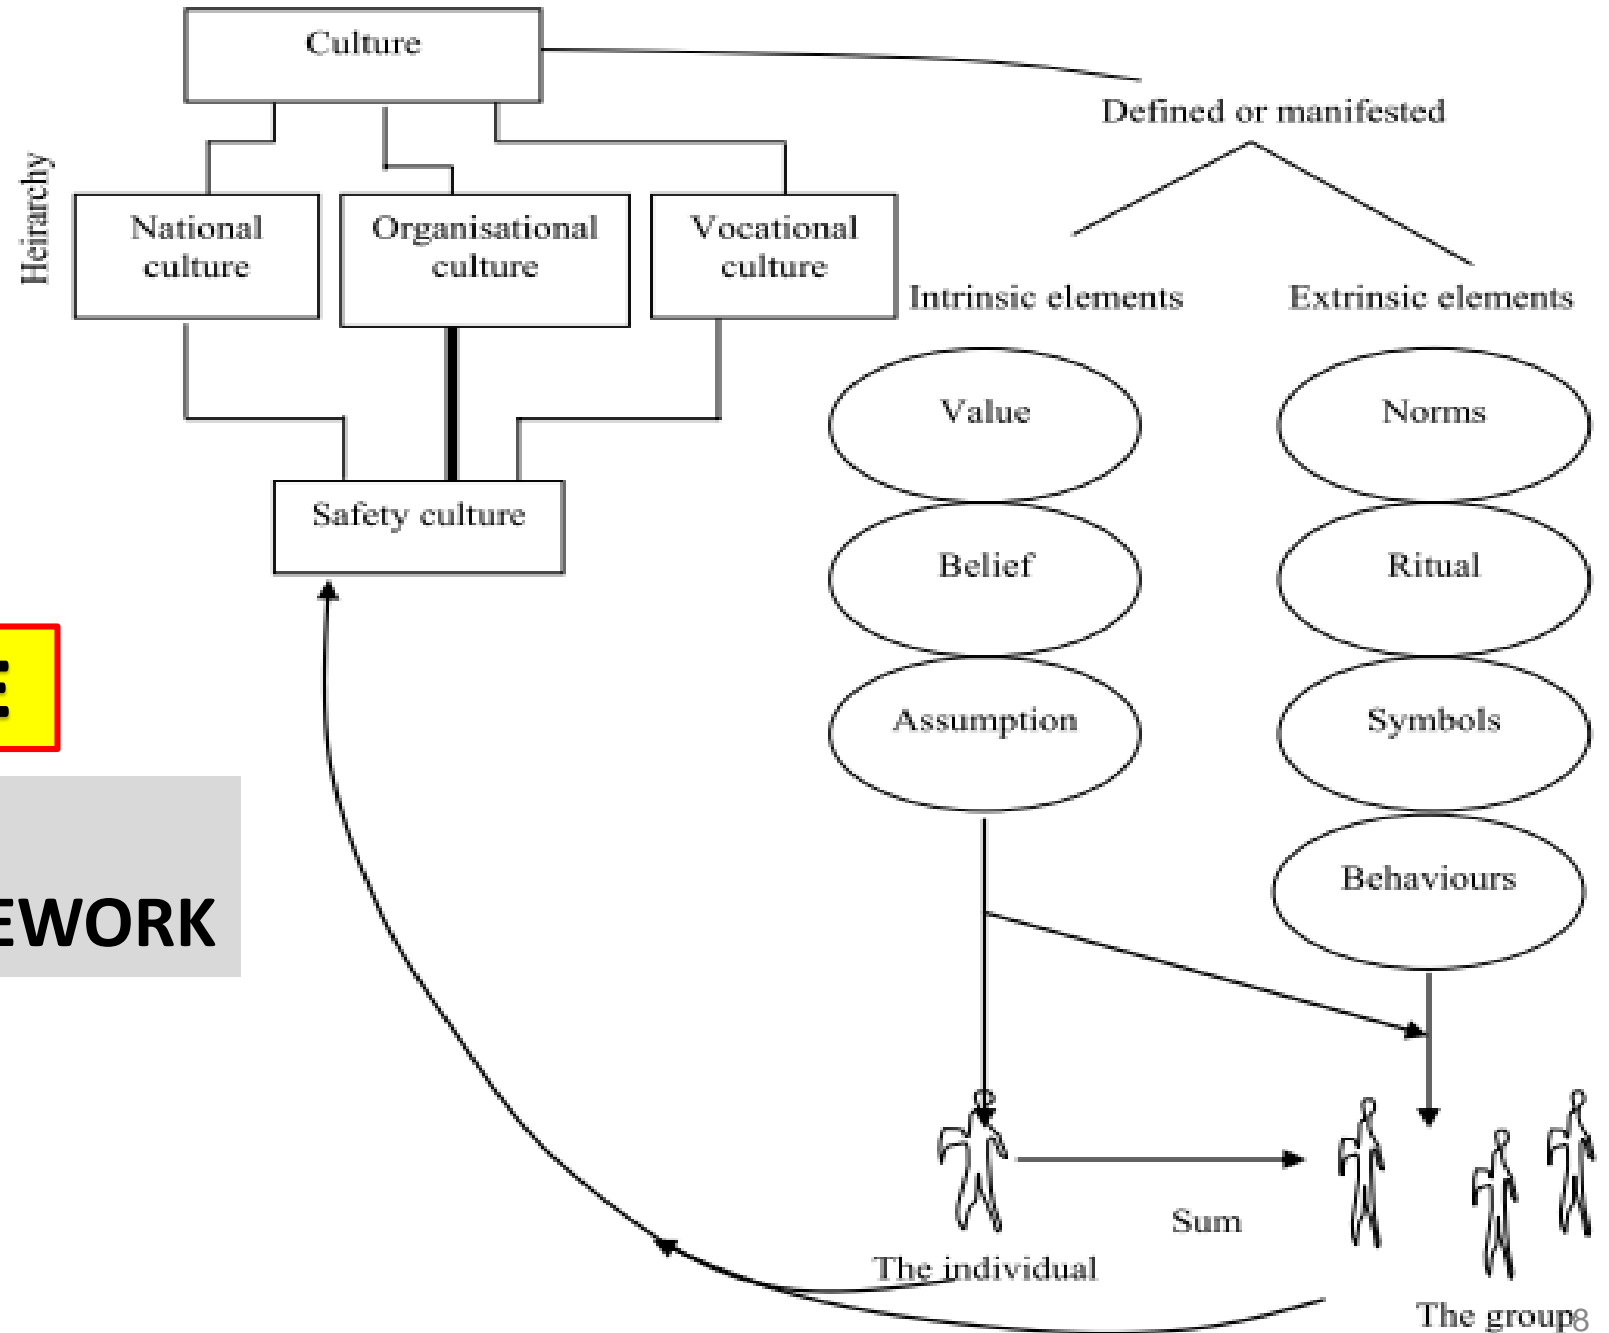 Culture
Defined or manifested
Heirarchy
National
culture
Organisational
culture
Vocational
culture
Intrinsic elements
Extrinsic elements
Value
Norms
Safety culture
Belief
Ritual
E
Assumption
Symbols
Behaviours
EWORK
Sum
The individual
The group
8